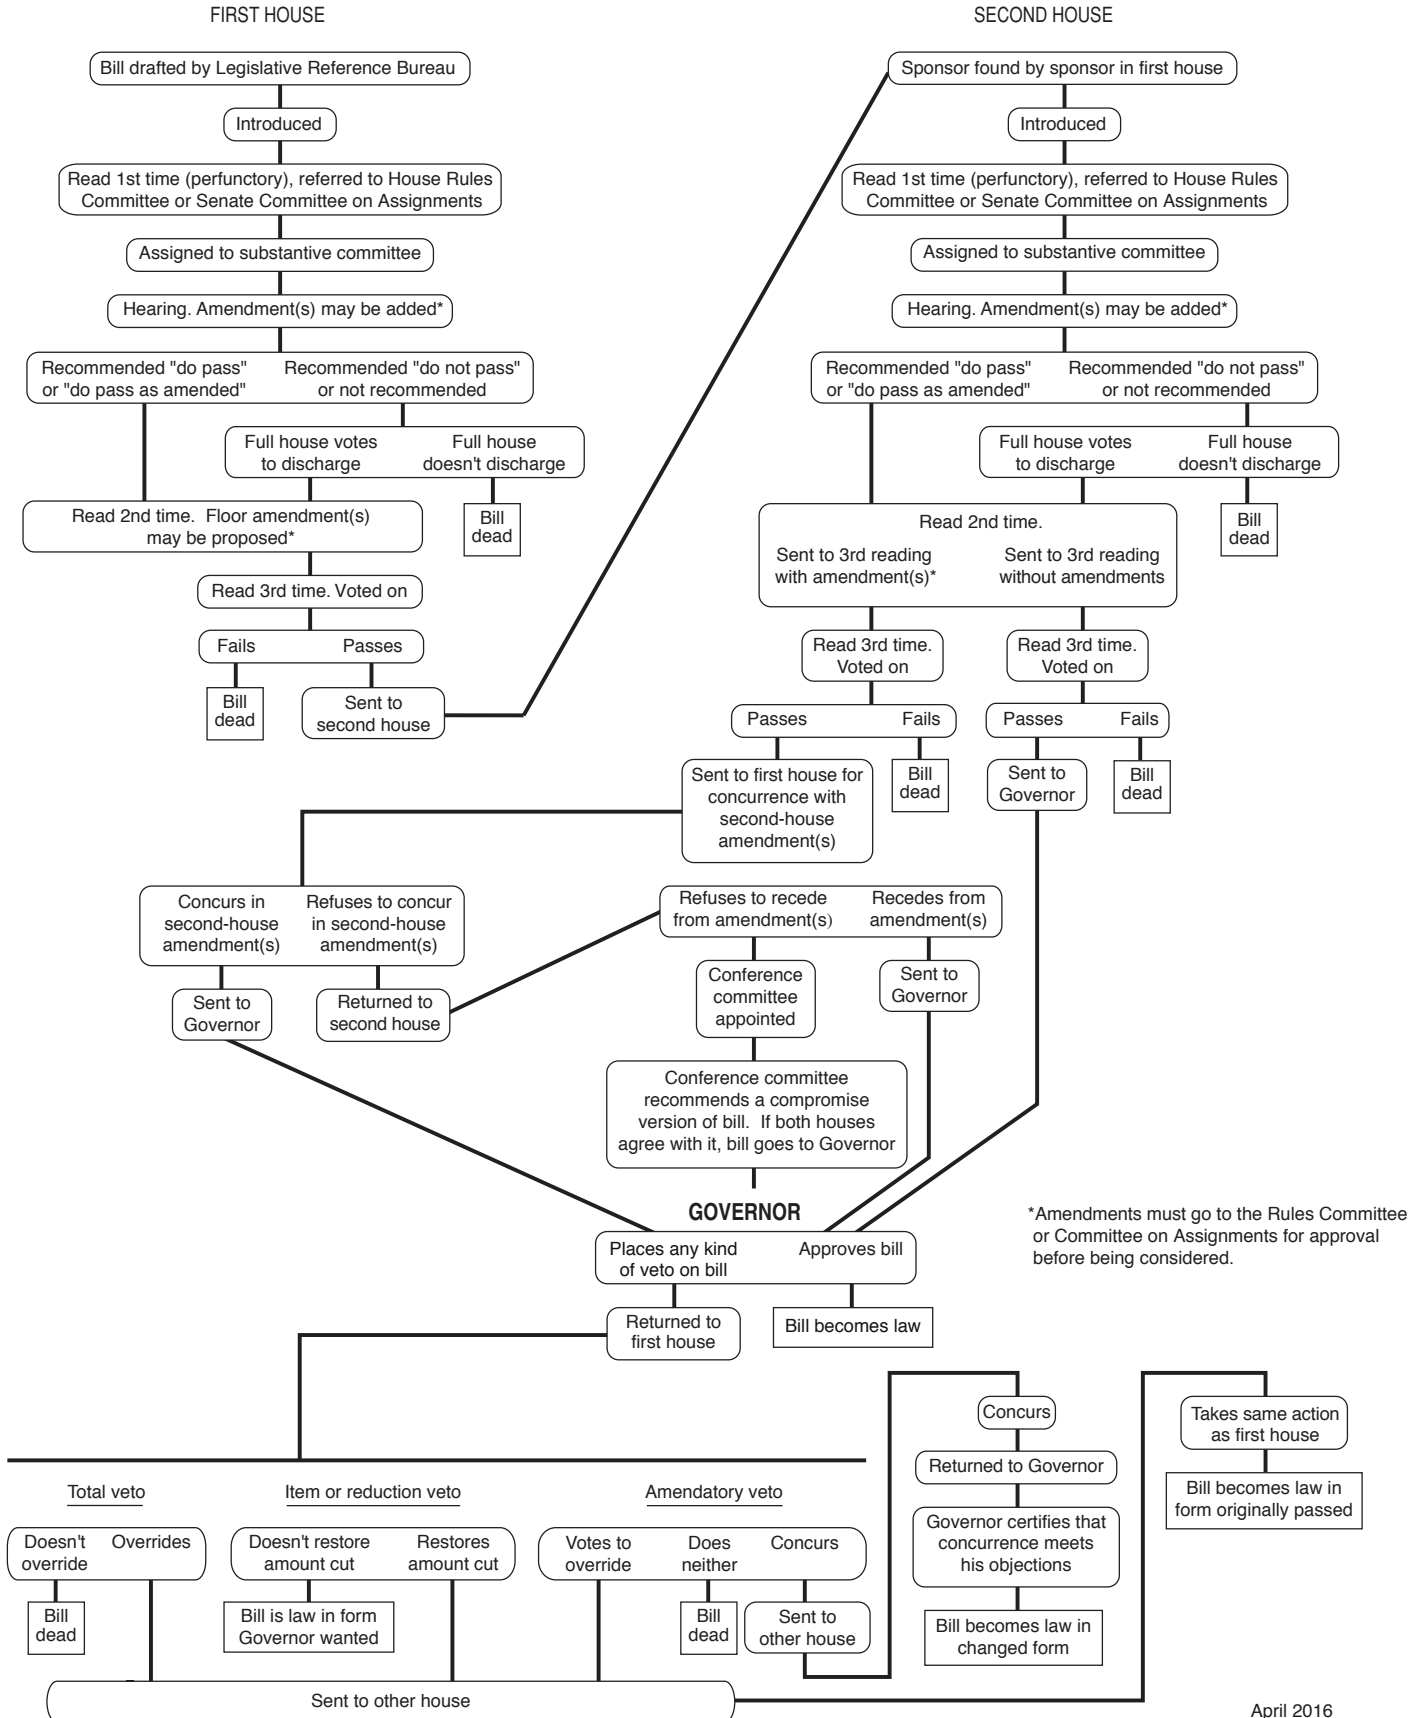 FIRST HOUSE
Bill drafted by Legislative Reference Bureau
Introduced
Read 1st time (perfunctory), referred to House Rules
Committee or Senate Committee on Assignments
Assigned to substantive committee
Hearing. Amendment(s) may be added*
Recommended "do pass"
or "do pass as amended"
Recommended "do not pass"
or not recommended
Full house votes
to discharge
Full house
doesn't discharge
Read 2nd time.  Floor amendment(s)
may be proposed*
Bill
dead
Read 3rd time. Voted on
Fails
Passes
Bill
dead
Sent to
second house
SECOND HOUSE
Sponsor found by sponsor in first house
Introduced
Read 1st time (perfunctory), referred to House Rules
Committee or Senate Committee on Assignments
Assigned to substantive committee
Hearing. Amendment(s) may be added*
Recommended "do pass"
or "do pass as amended"
Recommended "do not pass"
or not recommended
Full house votes
to discharge
Full house
doesn't discharge
Read 2nd time.
Sent to 3rd reading
with amendment(s)*
Sent to 3rd reading
without amendments
Bill
dead
Read 3rd time.
Voted on
Read 3rd time.
Voted on
Passes
Fails
Passes
Fails
Sent to first house for
concurrence with
second-house
amendment(s)
Bill
dead
Sent to
Governor
Bill
dead
Concurs in
second-house
amendment(s)
Refuses to concur
in second-house
amendment(s)
Sent to
Governor
Returned to
second house
Refuses to recede
from amendment(s)
Recedes from
amendment(s)
Conference
committee
appointed
Sent to
Governor
Conference committee
recommends a compromise
version of bill.  If both houses
agree with it, bill goes to Governor
GOVERNOR
Places any kind
of veto on bill
Approves bill
Returned to
first house
Bill becomes law
*Amendments must go to the Rules Committee
or Committee on Assignments for approval
before being considered.
Total veto
Doesn't
override
Overrides
Bill
dead
Item or reduction veto
Doesn't restore
amount cut
Restores
amount cut
Bill is law in form
Governor wanted
Amendatory veto
Votes to
override
Does
neither
Concurs
Bill
dead
Sent to
other house
Sent to other house
Concurs
Returned to Governor
Governor certifies that
concurrence meets
his objections
Bill becomes law in
changed form
Takes same action
as first house
Bill becomes law in
form originally passed
April 2016